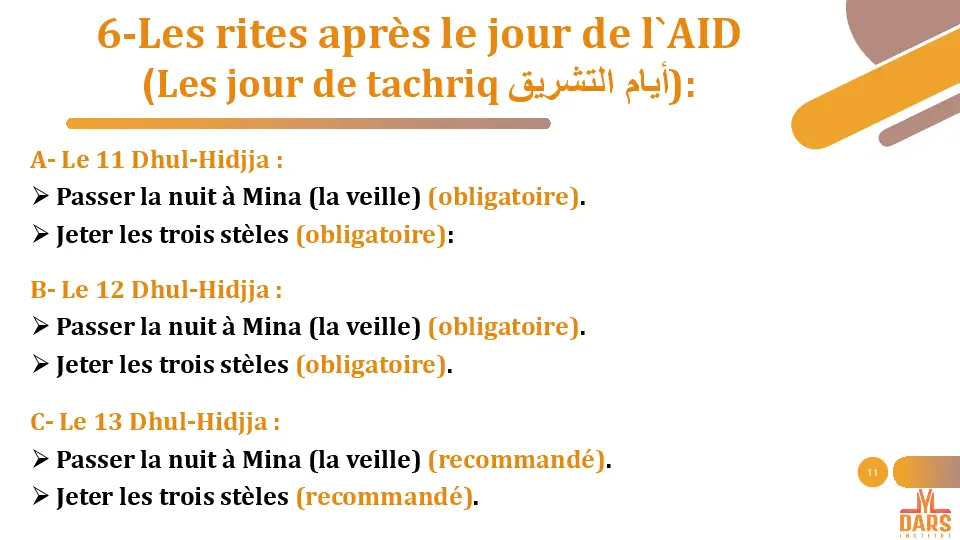 6-Les rites après le jour de l`AID
(Les jour de tachriq أيام التشريق):
A- Le 11 Dhul-Hidjja :
➢ Passer la nuit à Mina (la veille) (obligatoire).
➢ Jeter les trois stèles (obligatoire):
B- Le 12 Dhul-Hidjja :
➢ Passer la nuit à Mina (la veille) (obligatoire).
➢ Jeter les trois stèles (obligatoire).
C- Le 13 Dhul-Hidjja :
➢ Passer la nuit à Mina (la veille) (recommandé).
➢ Jeter les trois stèles (recommandé).
11
DARS
INSTITUT